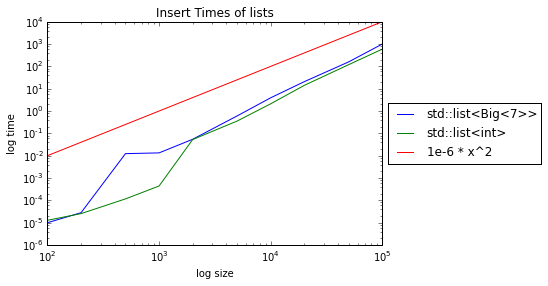 Insert Times of lists
10^4
10^3
10^2
10^1
10^0
10^-1
10^-2
10^-3
10^-4
10^-5
10^-6
log time
10^2 10^3 10^4 10^5
log size
std::list<Big<7>>
std::list<int>
1e-6 * x^2